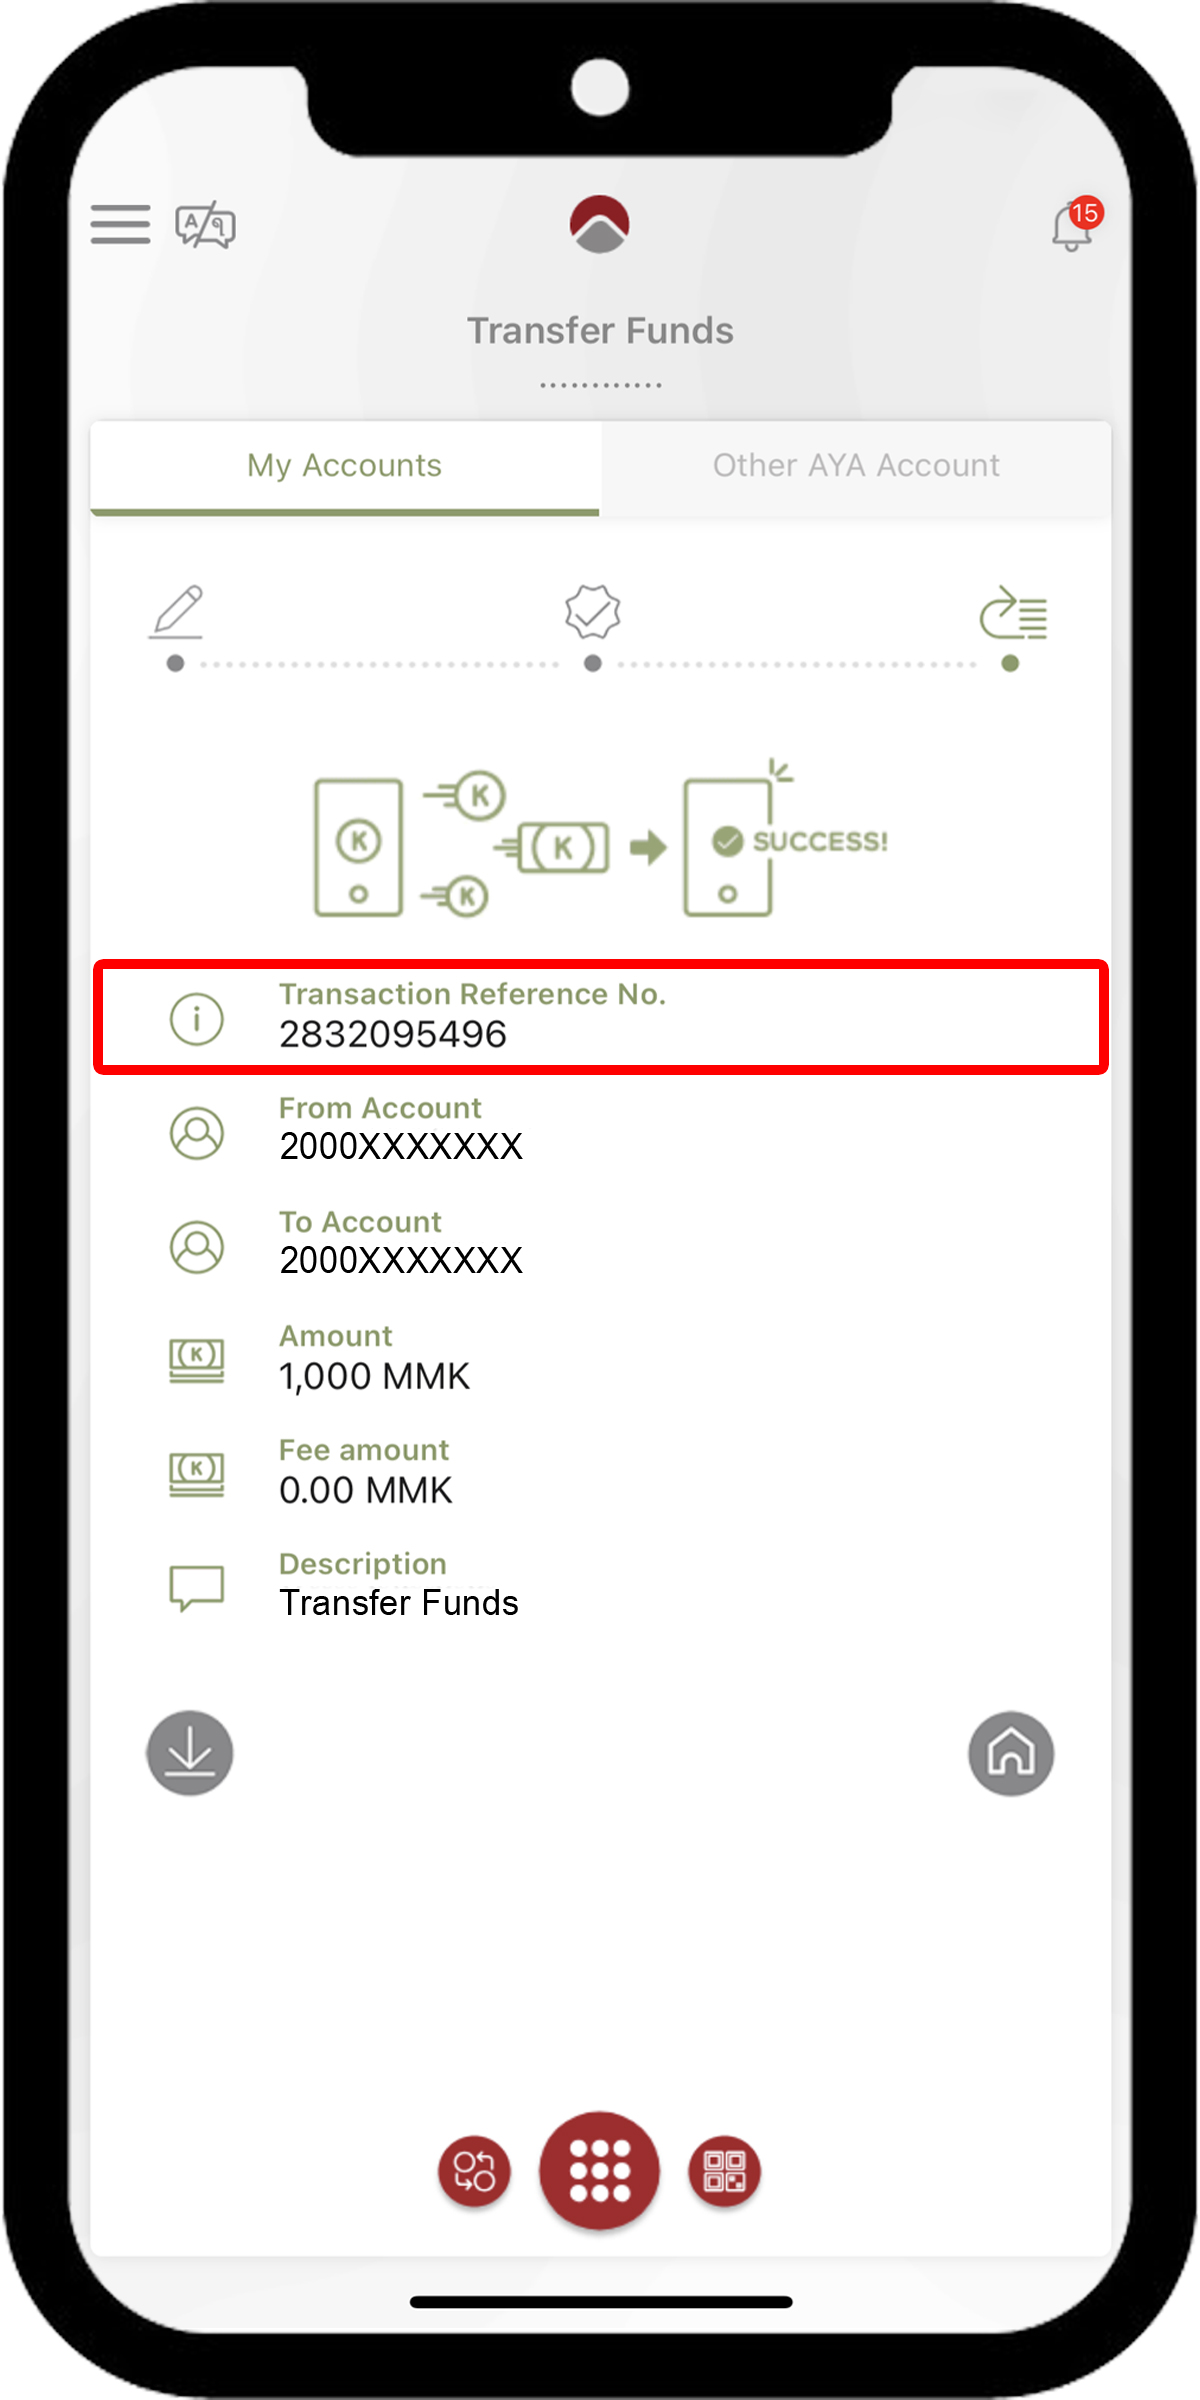 15
Transfer Funds
My Accounts
Other AYA Account
K
K
K
K
SUCCESS!
Transaction Reference No.
2832095496
From Account
2000XXXXXXX
To Account
2000XXXXXXX
Amount
1,000 MMK
Fee amount
0.00 MMK
Description
Transfer Funds